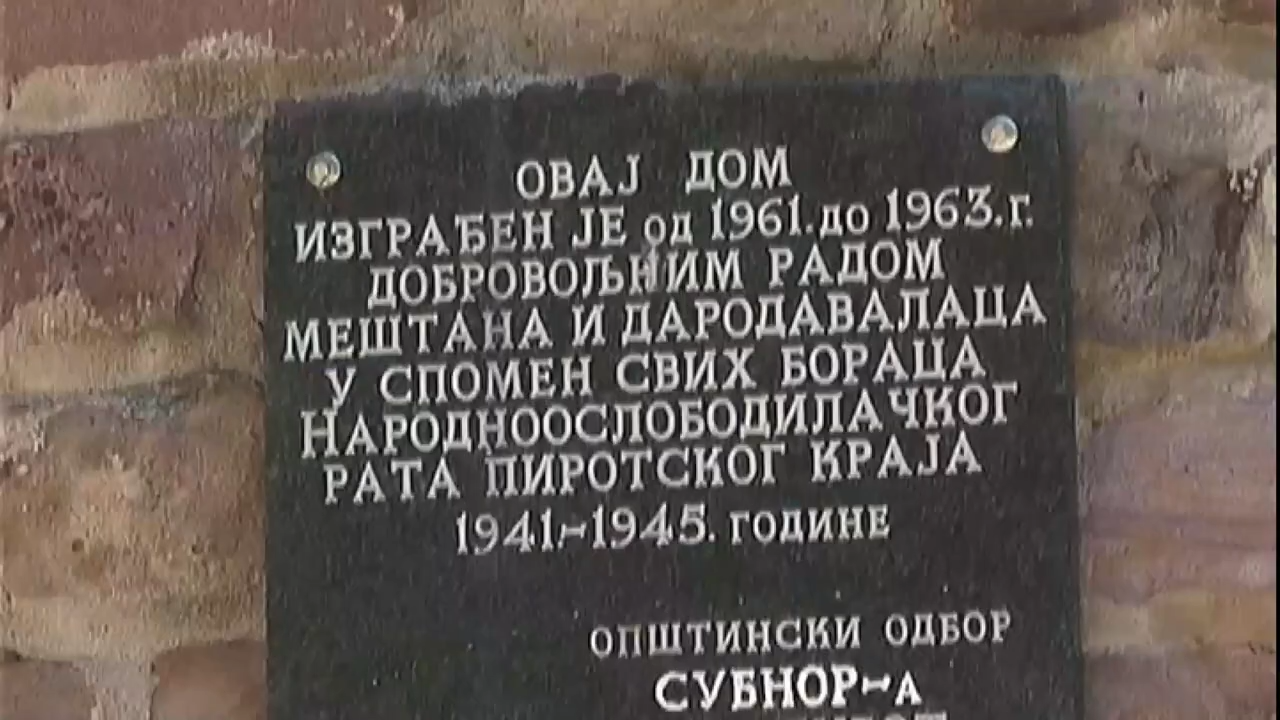 ОВАЈ ДОМ
ИЗГРАЂЕН ЈЕ од 1961. до 1963. г.
ДОБРОВОЉНИМ РАДОМ
МЕШТАНА И ДАРОДАВАЛАЦА
У СПОМЕН СВИХ БОРАЦА
НАРОДНООСЛОБОДИЛАЧКОГ
РАТА ПИРОТСКОГ КРАЈА
1941.-1945. ГОДИНЕ
ОПШТИНСКИ ОДБОР
СУБНОР-А